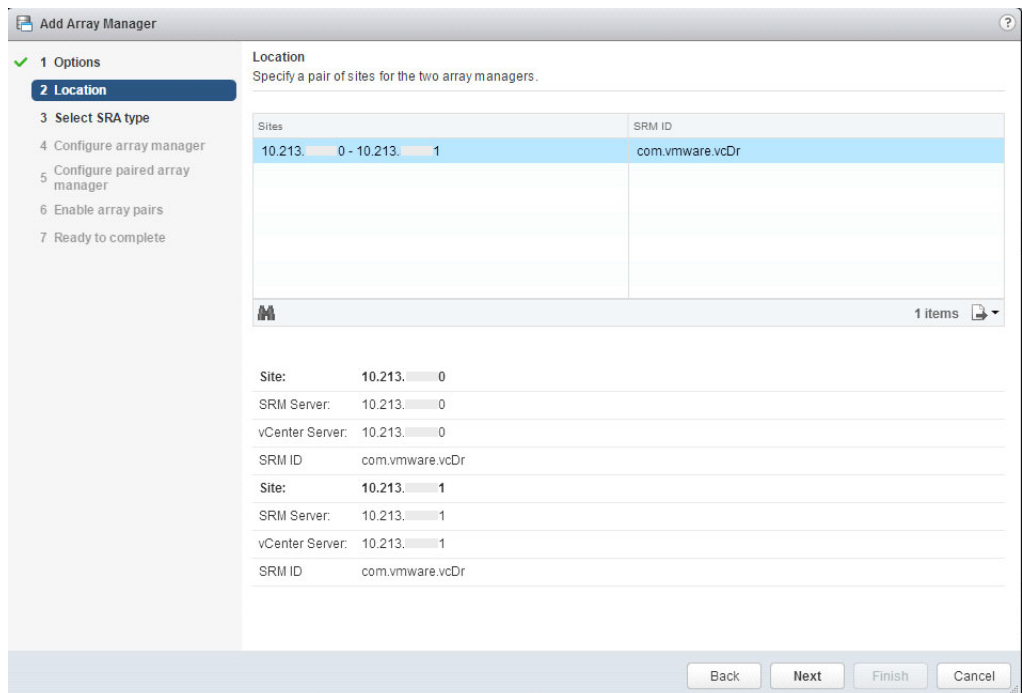 Add Array Manager
?
1 Options
2 Location
3 Select SRA type
4 Configure array manager
5 Configure paired array
manager
6 Enable array pairs
7 Ready to complete
Location
Specify a pair of sites for the two array managers.
Sites SRM ID
10.213. 0 - 10.213. 1 com.vmware.vcDr
1 items
Site: 10.213. 0
SRM Server: 10.213. 0
vCenter Server: 10.213. 0
SRM ID com.vmware.vcDr
Site: 10.213. 1
SRM Server: 10.213. 1
vCenter Server: 10.213. 1
SRM ID com.vmware.vcDr
Back Next Finish Cancel